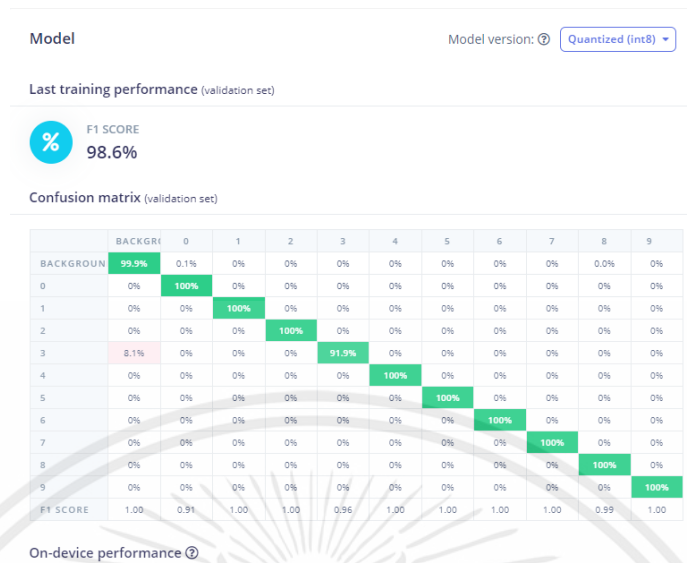 Model
Model version: Quantized (int8)
Last training performance (validation set)
%
F1 SCORE
98.6%
Confusion matrix (validation set)
BACKGR 0 1 2 3 4 5 6 7 8 9
BACKGROUN 99.9% 0.1% 0% 0% 0% 0% 0% 0% 0% 0.0% 0%
0 0% 100% 0% 0% 0% 0% 0% 0% 0% 0% 0%
1 0% 0% 100% 0% 0% 0% 0% 0% 0% 0% 0%
2 0% 0% 0% 100% 0% 0% 0% 0% 0% 0% 0%
3 8.1% 0% 0% 0% 91.9% 0% 0% 0% 0% 0% 0%
4 0% 0% 0% 0% 0% 100% 0% 0% 0% 0% 0%
5 0% 0% 0% 0% 0% 0% 100% 0% 0% 0% 0%
6 0% 0% 0% 0% 0% 0% 0% 100% 0% 0% 0%
7 0% 0% 0% 0% 0% 0% 0% 0% 100% 0% 0%
8 0% 0% 0% 0% 0% 0% 0% 0% 0% 100% 0%
9 0% 0% 0% 0% 0% 0% 0% 0% 0% 0% 100%
F1 SCORE 1.00 0.91 1.00 1.00 0.96 1.00 1.00 1.00 1.00 0.99 1.00
On-device performance